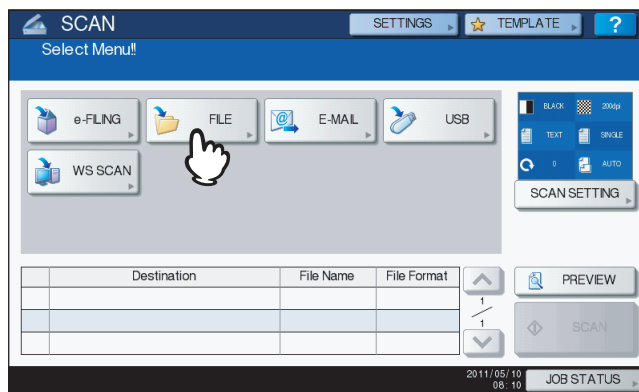 SCAN SETTINGS TEMPLATE ?
Select Menu!!
e-FILING FILE E-MAIL USB
WS SCAN
BLACK 200dpi
TEXT SINGLE
0 AUTO
SCAN SETTING
Destination File Name File Format
1
1
PREVIEW
SCAN
2011/05/10
08:10
JOB STATUS